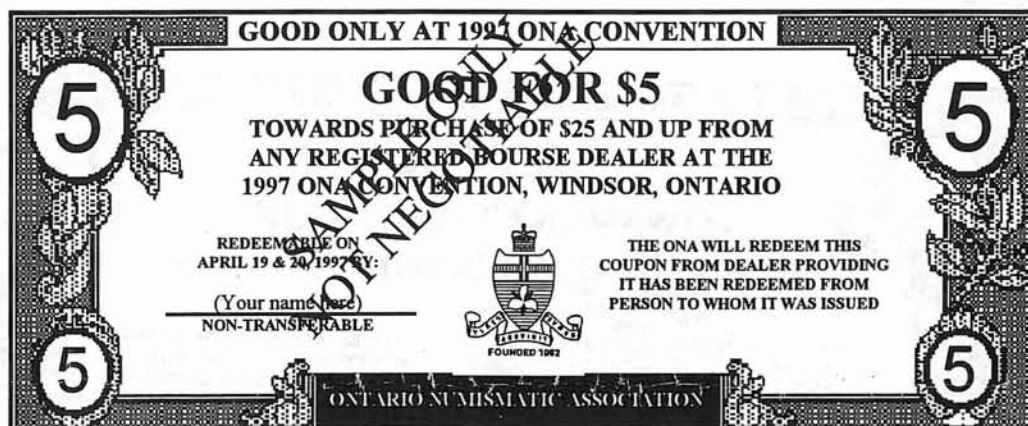 GOOD ONLY AT 1997 ONA CONVENTION
5
5
GOOD FOR $5
TOWARDS PURCHASE OF $25 AND UP FROM
ANY REGISTERED BOURSE DEALER AT THE
1997 ONA CONVENTION, WINDSOR, ONTARIO
SAMPLE ONLY
NOT NEGOTIABLE
REDEEMABLE ON
APRIL 19 & 20, 1997 BY:
(Your name here)
NON-TRANSFERABLE
FOUNDED 1962
THE ONA WILL REDEEM THIS
COUPON FROM DEALER PROVIDING
IT HAS BEEN REDEEMED FROM
PERSON TO WHOM IT WAS ISSUED
5
5
ONTARIO NUMISMATIC ASSOCIATION